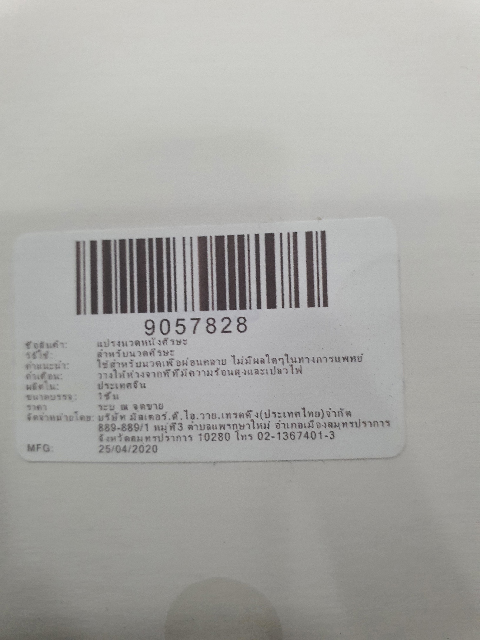 9057828
ชื่อสินค้า: แปรงนวดหนังศีรษะ
วิธีใช้: สำหรับนวดศีรษะ
คำแนะนำ: ใช้สำหรับนวดเพื่อผ่อนคลาย ไม่มีผลใดๆในทางการแพทย์
คำเตือน: วางให้ห่างจากที่ที่มีความร้อนสูงและเปลวไฟ
ผลิตใน: ประเทศจีน
ขนาดบรรจุ: 1ชิ้น
ราคา ระบุ ณ จุดขาย
จัดจำหน่ายโดย: บริษัท มิสเตอร์.ดี.ไอ.วาย.เทรดดิ้ง(ประเทศไทย)จำกัด
889-889/1 หมู่ที่3 ตำบลแพรกษาใหม่ อำเภอเมืองสมุทรปราการ
จังหวัดสมุทรปราการ 10280 โทร 02-1367401-3
MFG: 25/04/2020